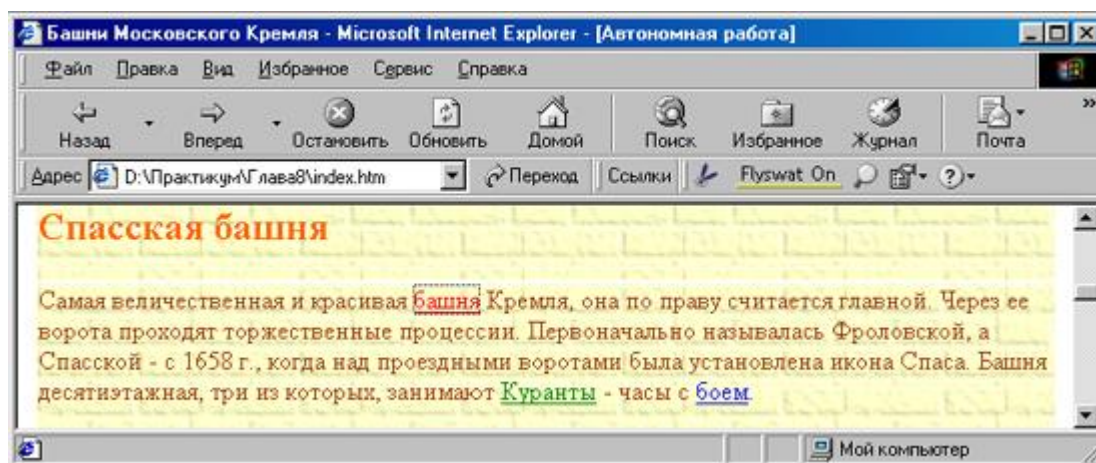 Башни Московского Кремля - Microsoft Internet Explorer - [Автономная работа]
Файл Правка Вид Избранное Сервис Справка
Назад Вперед Остановить Обновить Домой Поиск Избранное Журнал Почта »
Адрес D:\Практикум\Глава8\index.htm Переход Ссылки Flyswat On
Спасская башня
Самая величественная и красивая башня Кремля, она по праву считается главной. Через ее
ворота проходят торжественные процессии. Первоначально называлась Фроловской, а
Спасской - с 1658 г., когда над проездными воротами была установлена икона Спаса. Башня
десятиэтажная, три из которых, занимают Куранты - часы с боем.
Мой компьютер